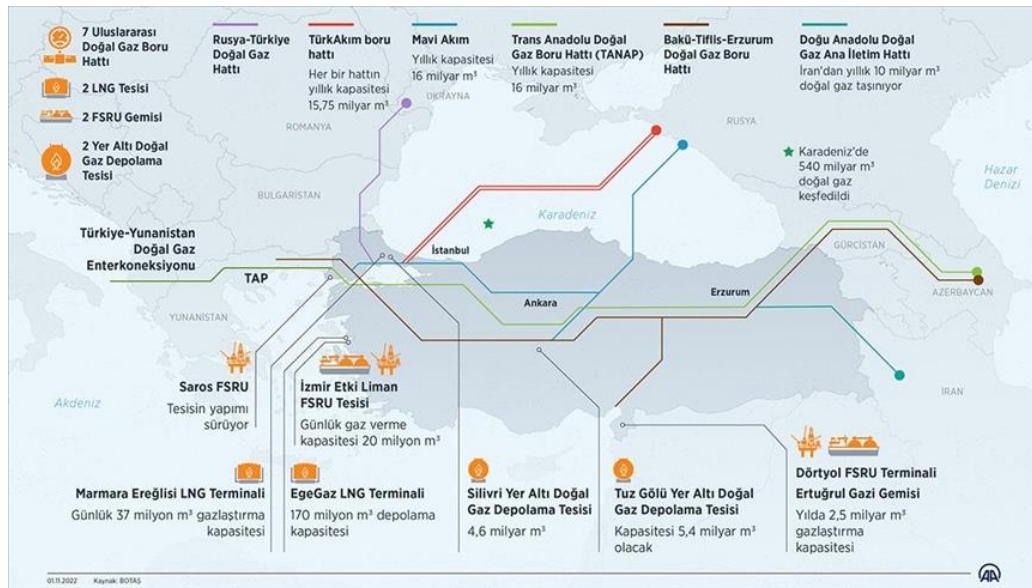 7 Uluslararası
Doğal Gaz Boru
Hattı
2 LNG Tesisi
2 FSRU Gemisi
2 Yer Altı Doğal
Gaz Depolama
Tesisi
Rusya-Türkiye
Doğal Gaz
Hattı
TürkAkım boru
hattı
Her bir hattın
yıllık kapasitesi
15,75 milyar m³
Mavi Akım
Yıllık kapasitesi
16 milyar m³
Trans Anadolu Doğal
Gaz Boru Hattı (TANAP)
Yıllık kapasitesi
16 milyar m³
Bakü-Tiflis-Erzurum
Doğal Gaz Boru
Hattı
Doğu Anadolu Doğal
Gaz Ana İletim Hattı
İran'dan yıllık 10 milyar m³
doğal gaz taşınıyor
UKRAYNA
ROMANYA
RUSYA
BULGARİSTAN
Karadeniz'de
540 milyar m³
doğal gaz
keşfedildi
Hazar
Denizi
Karadeniz
Türkiye-Yunanistan
Doğal Gaz
Enterkoneksiyonu
İstanbul
GÜRCİSTAN
TAP
Ankara
Erzurum
AZERBAYCAN
YUNANİSTAN
Akdeniz
İRAN
Saros FSRU
Tesisin yapımı
sürüyor
İzmir Etki Liman
FSRU Tesisi
Günlük gaz verme
kapasitesi 20 milyon m³
Marmara Ereğlisi LNG Terminali
Günlük 37 milyon m³ gazlaştırma
kapasitesi
EgeGaz LNG Terminali
170 milyon m³ depolama
kapasitesi
Silivri Yer Altı Doğal
Gaz Depolama Tesisi
4,6 milyar m³
Tuz Gölü Yer Altı Doğal
Gaz Depolama Tesisi
Kapasitesi 5,4 milyar m³
olacak
Dörtyol FSRU Terminali
Ertuğrul Gazi Gemisi
Yılda 2,5 milyar m³
gazlaştırma
kapasitesi
01.11.2022 Kaynak: BOTAŞ
AA